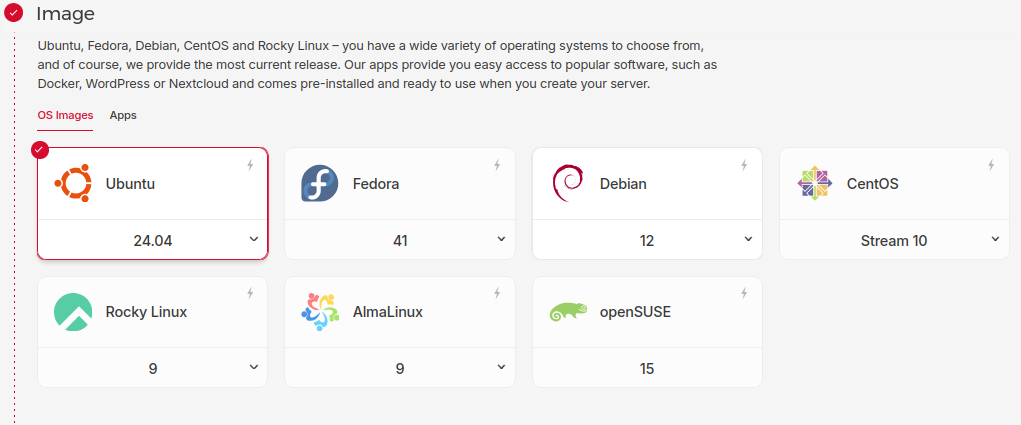 Image
Ubuntu, Fedora, Debian, CentOS and Rocky Linux – you have a wide variety of operating systems to choose from,
and of course, we provide the most current release. Our apps provide you easy access to popular software, such as
Docker, WordPress or Nextcloud and comes pre-installed and ready to use when you create your server.
OS Images Apps
Ubuntu Fedora Debian CentOS
24.04 41 12 Stream 10
Rocky Linux AlmaLinux openSUSE
9 9 15